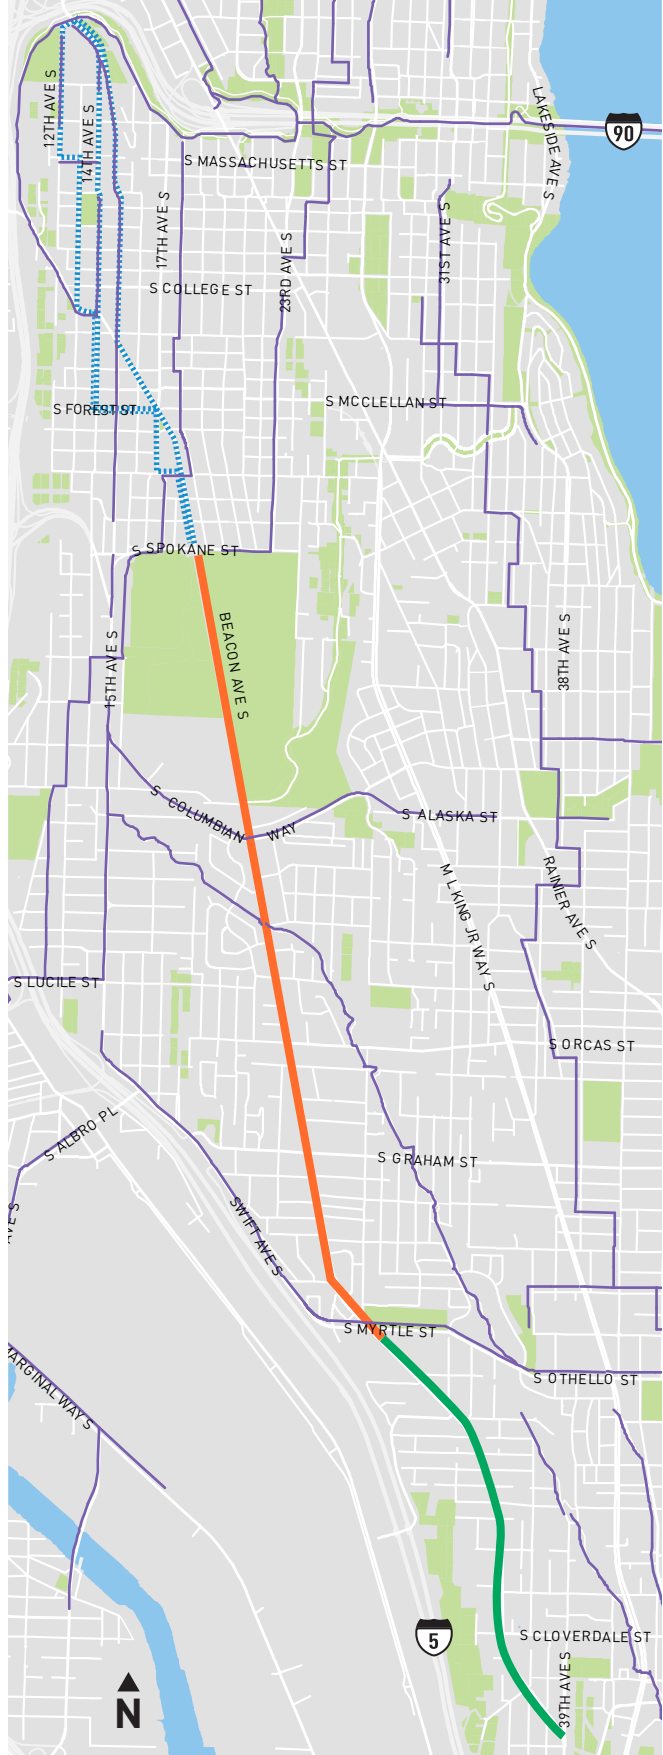 12TH AVE S
14TH AVE S
LAKESIDE AVE S
90
S MASSACHUSETTS ST
17TH AVE S
31ST AVE S
23RD AVE S
S COLLEGE ST
S MCCLELLAN ST
S FOREST ST
S SPOKANE ST
BEACON AVE S
15TH AVE S
38TH AVE S
S COLUMBIAN WAY
S ALASKA ST
M L KING JR WAY S
RAINIER AVE S
S LUCILE ST
S ORCAS ST
S ALBRO PL
S GRAHAM ST
AVE S
SWIFT AVE S
S MYRTLE ST
MARGINAL WAY S
S OTHELLO ST
5
S CLOVERDALE ST
39TH AVE S
N